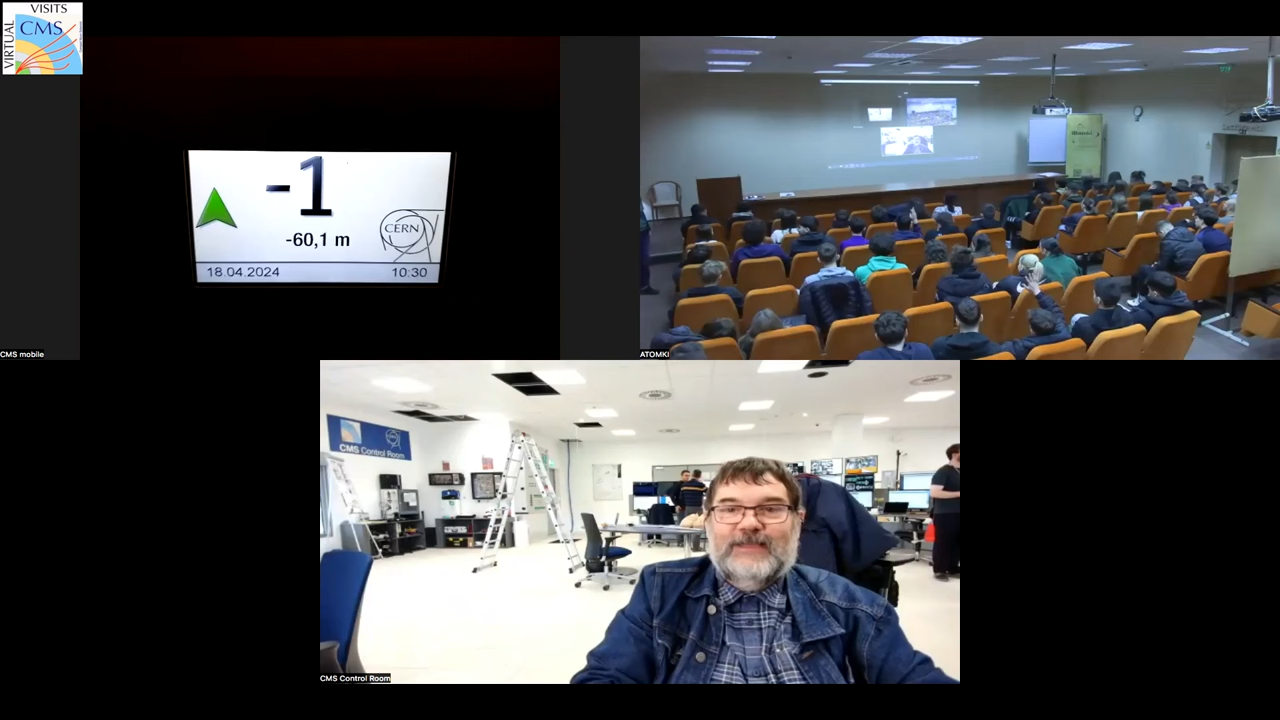 VISITS
VIRTUAL
CMS
-1
-60,1 m
CERN
18.04.2024
10:30
CMS mobile
ATOMKI
CMS Control Room
CMS Control Room